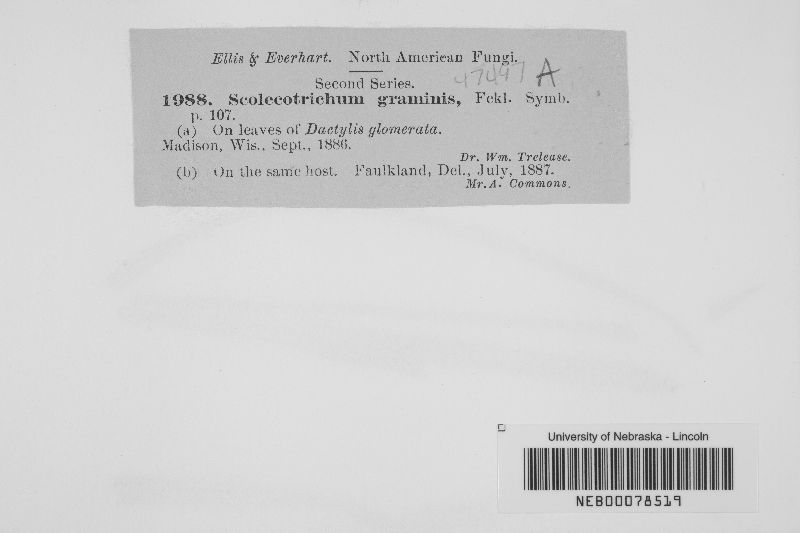 Ellis & Everhart. North American Fungi.
47497 A
Second Series.
1988. Scolecotrichum graminis, Fckl. Symb.
p. 107.
(a) On leaves of Dactylis glomerata.
Madison, Wis., Sept., 1886.
Dr. Wm. Trelease.
(b) On the same host. Faulkland, Del., July, 1887.
Mr. A. Commons.
University of Nebraska - Lincoln
NEB00078519